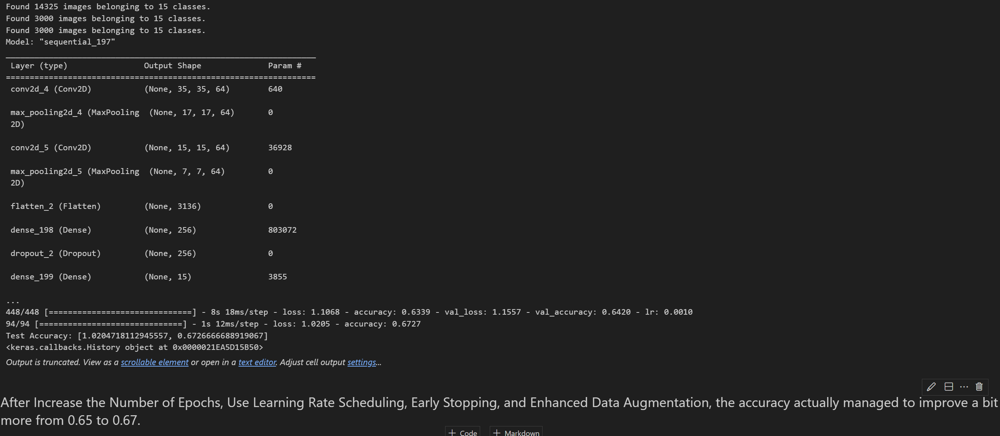 Found 14325 images belonging to 15 classes.
Found 3000 images belonging to 15 classes.
Found 3000 images belonging to 15 classes.
Model: "sequential_197"
_________________________________________________________________
Layer (type)                Output Shape              Param #
=================================================================
conv2d_4 (Conv2D)           (None, 35, 35, 64)        640
max_pooling2d_4 (MaxPooling  (None, 17, 17, 64)       0
2D)
conv2d_5 (Conv2D)           (None, 15, 15, 64)        36928
max_pooling2d_5 (MaxPooling  (None, 7, 7, 64)         0
2D)
flatten_2 (Flatten)         (None, 3136)              0
dense_198 (Dense)           (None, 256)               803072
dropout_2 (Dropout)         (None, 256)               0
dense_199 (Dense)           (None, 15)                3855
...
448/448 [==============================] - 8s 18ms/step - loss: 1.1068 - accuracy: 0.6339 - val_loss: 1.1557 - val_accuracy: 0.6420 - lr: 0.0010
94/94 [==============================] - 1s 12ms/step - loss: 1.0205 - accuracy: 0.6727
Test Accuracy: [1.0204718112945557, 0.6726666688919067]
<keras.callbacks.History object at 0x0000021EA5D15B50>
Output is truncated. View as a scrollable element or open in a text editor. Adjust cell output settings...
After Increase the Number of Epochs, Use Learning Rate Scheduling, Early Stopping, and Enhanced Data Augmentation, the accuracy actually managed to improve a bit
more from 0.65 to 0.67.
+ Code + Markdown